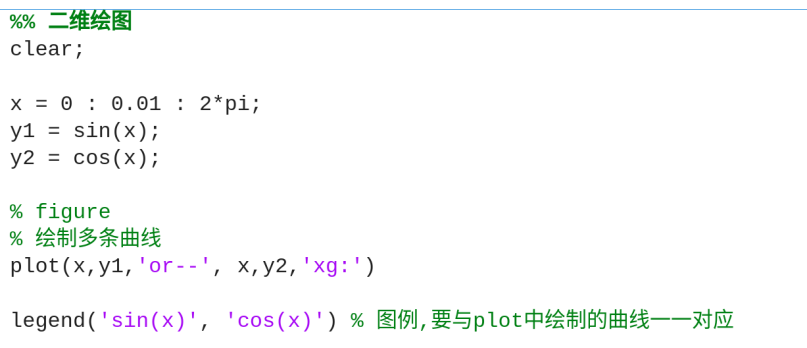 %% 二维绘图
clear;
x = 0 : 0.01 : 2*pi;
y1 = sin(x);
y2 = cos(x);
% figure
% 绘制多条曲线
plot(x,y1,'or--', x,y2,'xg:')
legend('sin(x)', 'cos(x)') % 图例,要与plot中绘制的曲线一一对应